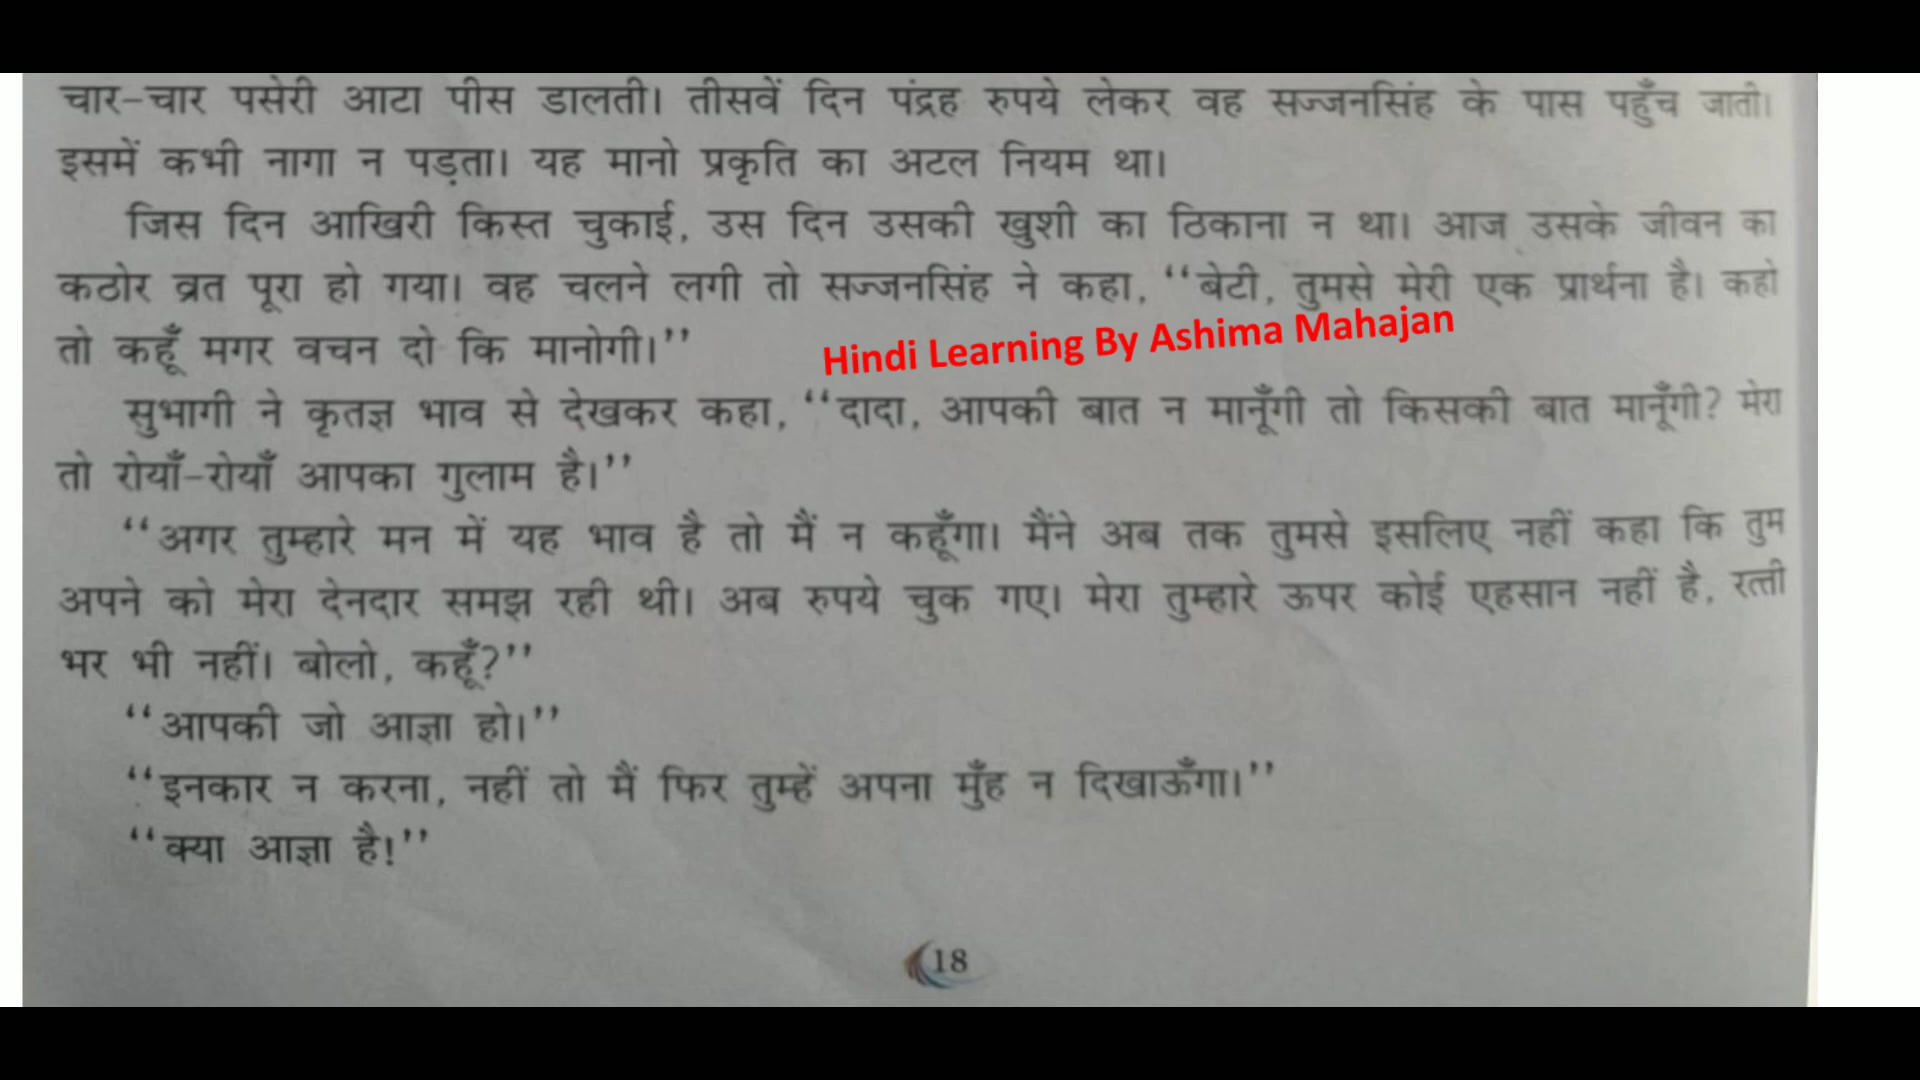 चार-चार पसेरी आटा पीस डालती। तीसवें दिन पंद्रह रुपये लेकर वह सज्जनसिंह के पास पहुँच जाती।
इसमें कभी नागा न पड़ता। यह मानो प्रकृति का अटल नियम था।
जिस दिन आखिरी किस्त चुकाई, उस दिन उसकी खुशी का ठिकाना न था। आज उसके जीवन का
कठोर व्रत पूरा हो गया। वह चलने लगी तो सज्जनसिंह ने कहा, ‘‘बेटी, तुमसे मेरी एक प्रार्थना है। कहो
तो कहूँ मगर वचन दो कि मानोगी।’’
Hindi Learning By Ashima Mahajan
सुभागी ने कृतज्ञ भाव से देखकर कहा, ‘‘दादा, आपकी बात न मानूँगी तो किसकी बात मानूँगी? मेरा
तो रोयाँ-रोयाँ आपका गुलाम है।’’
‘‘अगर तुम्हारे मन में यह भाव है तो मैं न कहूँगा। मैंने अब तक तुमसे इसलिए नहीं कहा कि तुम
अपने को मेरा देनदार समझ रही थी। अब रुपये चुक गए। मेरा तुम्हारे ऊपर कोई एहसान नहीं है, रत्ती
भर भी नहीं। बोलो, कहूँ?’’
‘‘आपकी जो आज्ञा हो।’’
‘‘इनकार न करना, नहीं तो मैं फिर तुम्हें अपना मुँह न दिखाऊँगा।’’
‘‘क्या आज्ञा है!’’
18